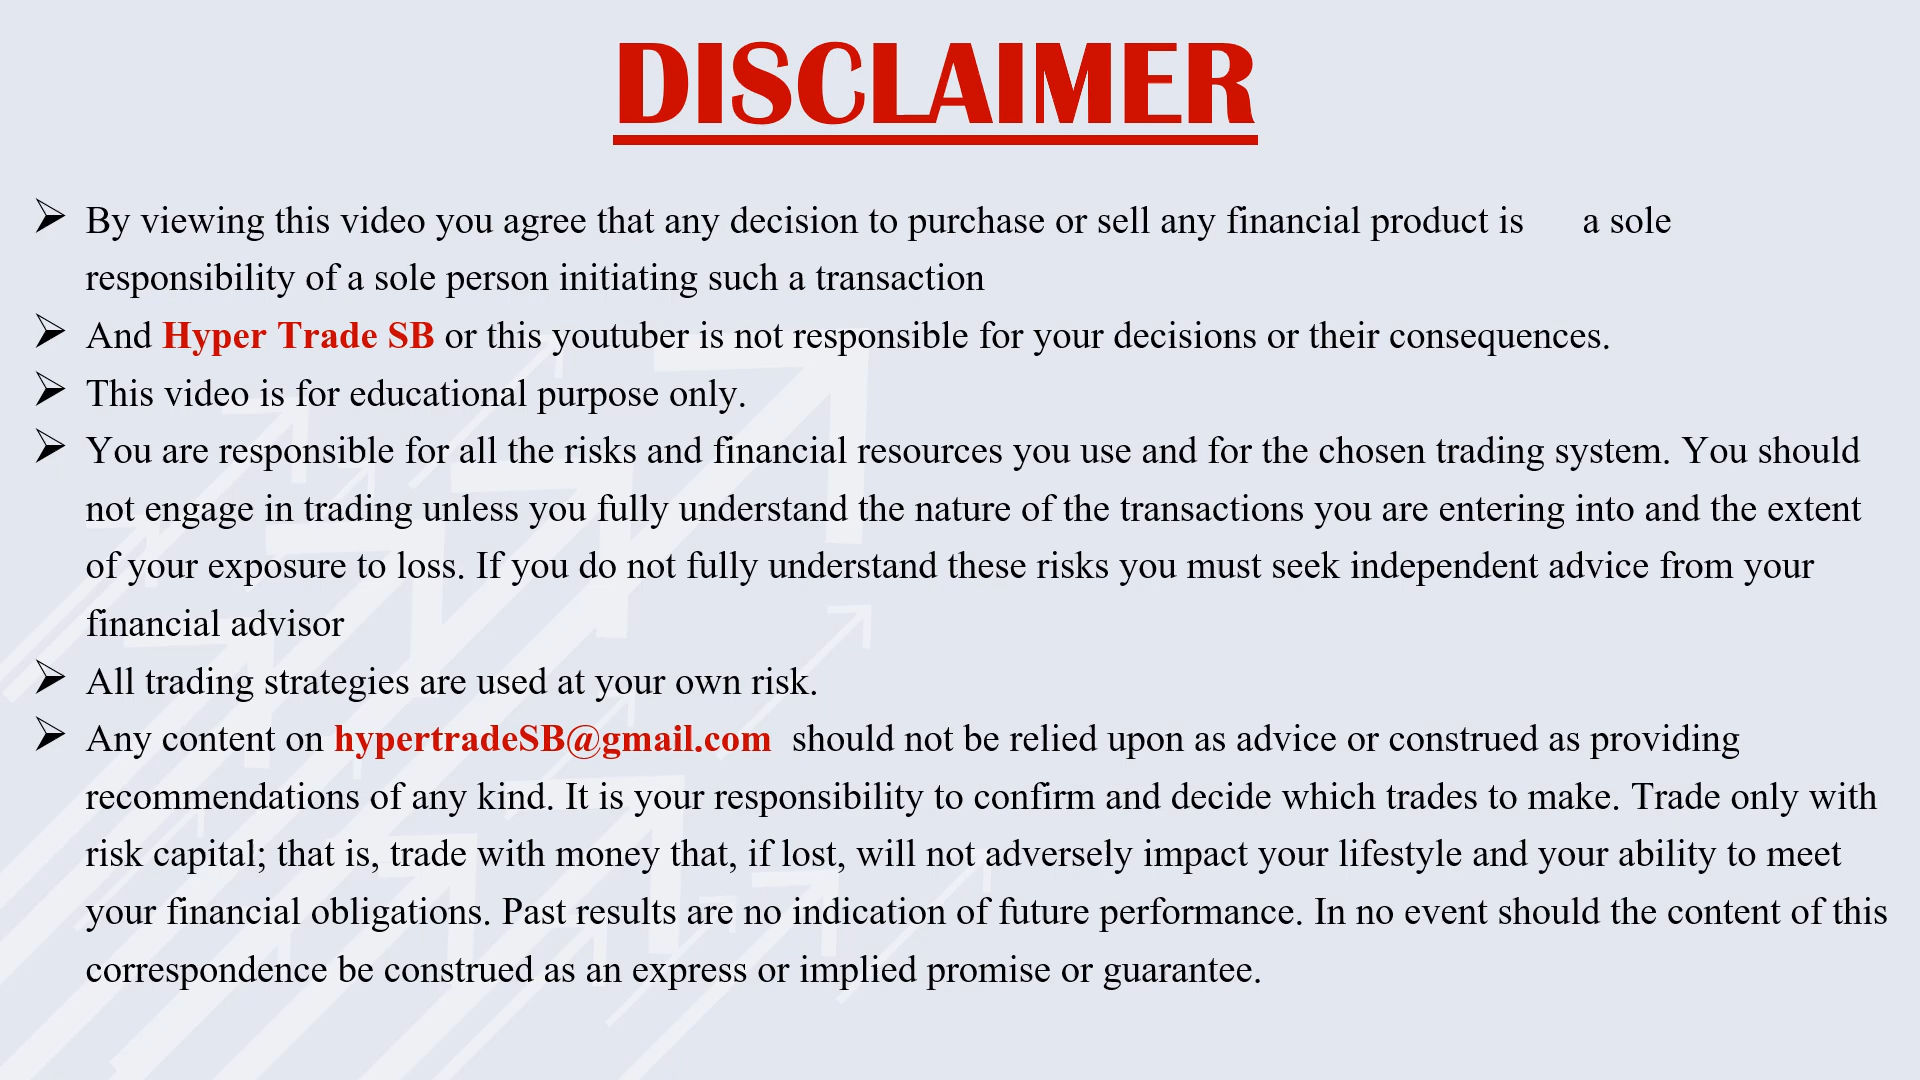 DISCLAIMER
➢ By viewing this video you agree that any decision to purchase or sell any financial product is a sole
responsibility of a sole person initiating such a transaction
➢ And Hyper Trade SB or this youtuber is not responsible for your decisions or their consequences.
➢ This video is for educational purpose only.
➢ You are responsible for all the risks and financial resources you use and for the chosen trading system. You should
not engage in trading unless you fully understand the nature of the transactions you are entering into and the extent
of your exposure to loss. If you do not fully understand these risks you must seek independent advice from your
financial advisor
➢ All trading strategies are used at your own risk.
➢ Any content on hypertradeSB@gmail.com should not be relied upon as advice or construed as providing
recommendations of any kind. It is your responsibility to confirm and decide which trades to make. Trade only with
risk capital; that is, trade with money that, if lost, will not adversely impact your lifestyle and your ability to meet
your financial obligations. Past results are no indication of future performance. In no event should the content of this
correspondence be construed as an express or implied promise or guarantee.